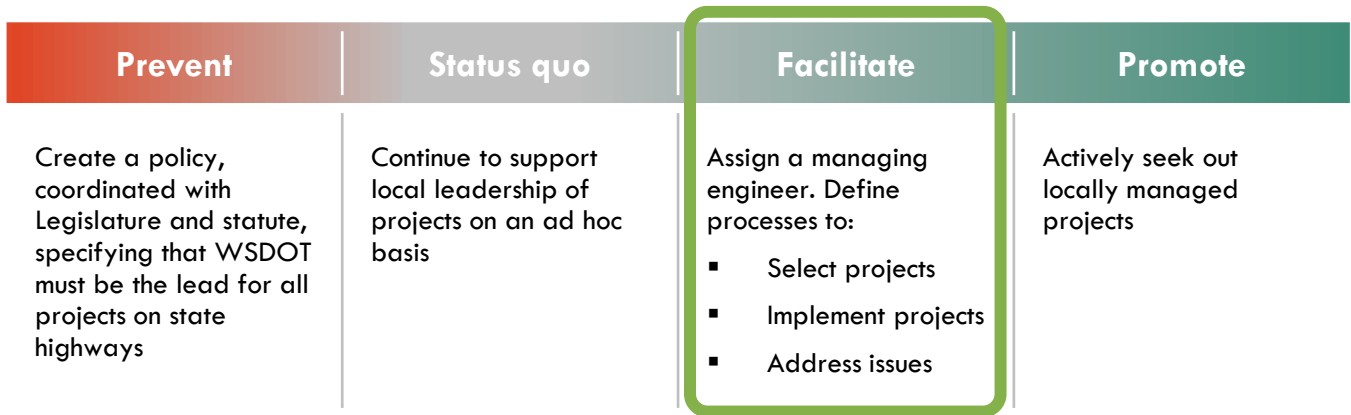 Prevent
Status quo
Facilitate
Promote
Create a policy,
coordinated with
Legislature and statute,
specifying that WSDOT
must be the lead for all
projects on state
highways
Continue to support
local leadership of
projects on an ad hoc
basis
Assign a managing
engineer. Define
processes to:
▪ Select projects
▪ Implement projects
▪ Address issues
Actively seek out
locally managed
projects